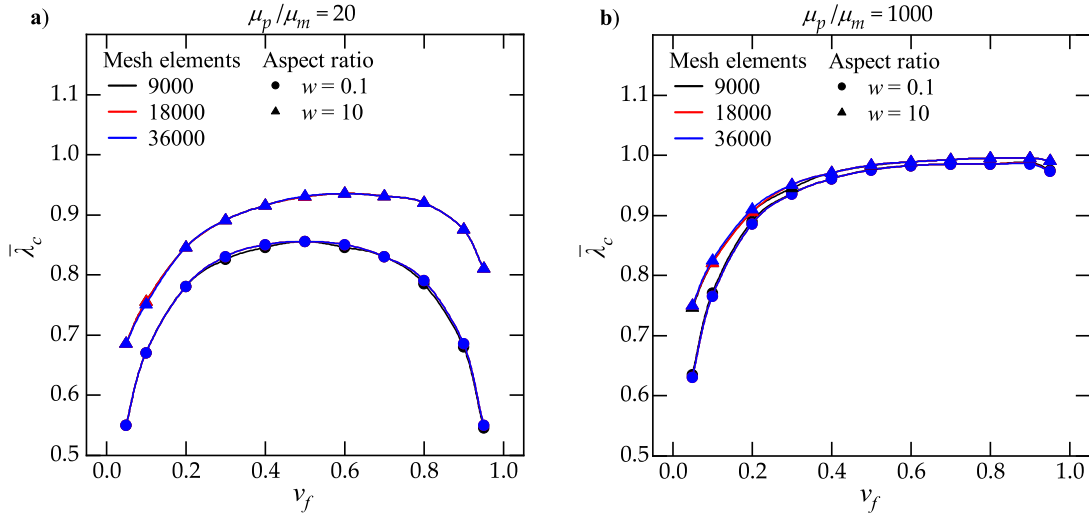 a)
μp/μm = 20
Mesh elements
Aspect ratio
9000
w = 0.1
18000
w = 10
36000
1.1
1.0
0.9
0.8
0.7
0.6
0.5
λ̄c
0.0
0.2
0.4
0.6
0.8
1.0
vf
b)
μp/μm = 1000
Mesh elements
Aspect ratio
9000
w = 0.1
18000
w = 10
36000
1.1
1.0
0.9
0.8
0.7
0.6
0.5
λ̄c
0.0
0.2
0.4
0.6
0.8
1.0
vf